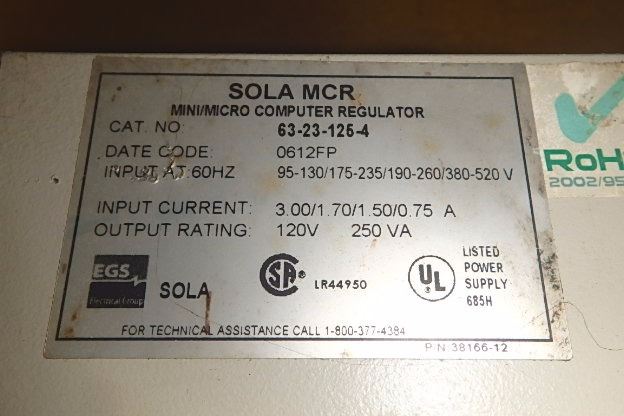 SOLA MCR
MINI/MICRO COMPUTER REGULATOR
CAT. NO: 63-23-125-4
DATE CODE: 0612FP
INPUT AT 60HZ 95-130/175-235/190-260/380-520 V
INPUT CURRENT: 3.00/1.70/1.50/0.75 A
OUTPUT RATING: 120V 250 VA
EGS
Electrical Group
SOLA
SA
LR44950
UL
LISTED
POWER
SUPPLY
685H
FOR TECHNICAL ASSISTANCE CALL 1-800-377-4384
P/N:38166-12
RoH
2002/95